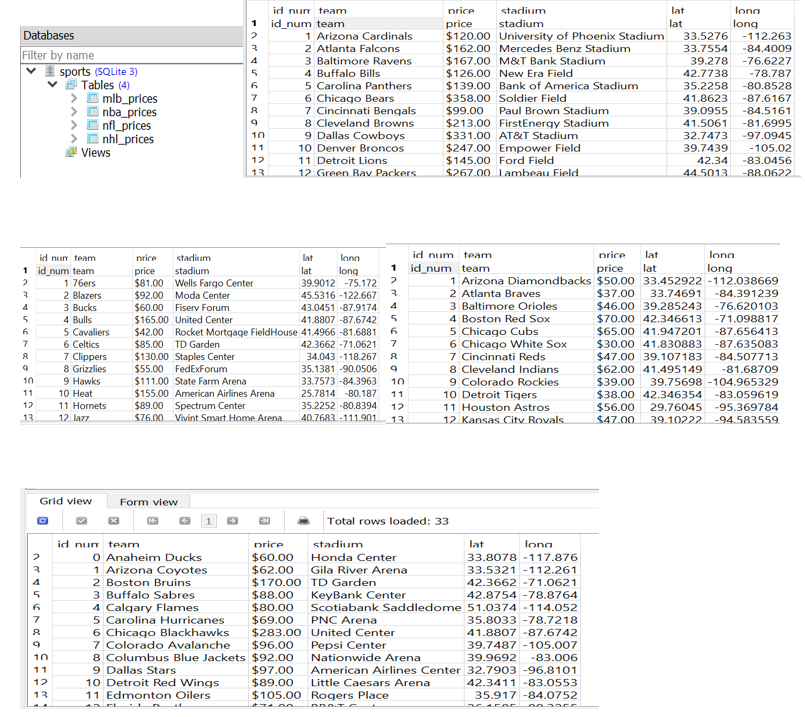 Databases
Filter by name
sports (SQLite 3)
Tables (4)
mlb_prices
nba_prices
nfl_prices
nhl_prices
Views
id_num team price stadium lat long
1 id_num team price stadium lat long
2 1 Arizona Cardinals $120.00 University of Phoenix Stadium 33.5276 -112.263
3 2 Atlanta Falcons $162.00 Mercedes Benz Stadium 33.7554 -84.4009
4 3 Baltimore Ravens $167.00 M&T Bank Stadium 39.278 -76.6227
5 4 Buffalo Bills $126.00 New Era Field 42.7738 -78.787
6 5 Carolina Panthers $139.00 Bank of America Stadium 35.2258 -80.8528
7 6 Chicago Bears $358.00 Soldier Field 41.8623 -87.6167
8 7 Cincinnati Bengals $99.00 Paul Brown Stadium 39.0955 -84.5161
9 8 Cleveland Browns $213.00 FirstEnergy Stadium 41.5061 -81.6995
10 9 Dallas Cowboys $331.00 AT&T Stadium 32.7473 -97.0945
11 10 Denver Broncos $247.00 Empower Field 39.7439 -105.02
12 11 Detroit Lions $145.00 Ford Field 42.34 -83.0456
13 12 Green Bay Packers $267.00 Lambeau Field 44.5013 -88.0622
id_num team price stadium lat long
1 id_num team price stadium lat long
2 1 76ers $81.00 Wells Fargo Center 39.9012 -75.172
3 2 Blazers $92.00 Moda Center 45.5316 -122.667
4 3 Bucks $60.00 Fiserv Forum 43.0451 -87.9174
5 4 Bulls $165.00 United Center 41.8807 -87.6742
6 5 Cavaliers $42.00 Rocket Mortgage FieldHouse 41.4966 -81.6881
7 6 Celtics $85.00 TD Garden 42.3662 -71.0621
8 7 Clippers $130.00 Staples Center 34.043 -118.267
9 8 Grizzlies $55.00 FedExForum 35.1381 -90.0506
10 9 Hawks $111.00 State Farm Arena 33.7573 -84.3963
11 10 Heat $155.00 American Airlines Arena 25.7814 -80.187
12 11 Hornets $89.00 Spectrum Center 35.2252 -80.8394
13 12 Jazz $76.00 Vivint Smart Home Arena 40.7683 -111.901
id_num team price lat long
1 id_num team price lat long
2 1 Arizona Diamondbacks $50.00 33.452922 -112.038669
3 2 Atlanta Braves $37.00 33.74691 -84.391239
4 3 Baltimore Orioles $46.00 39.285243 -76.620103
5 4 Boston Red Sox $70.00 42.346613 -71.098817
6 5 Chicago Cubs $65.00 41.947201 -87.656413
7 6 Chicago White Sox $30.00 41.830883 -87.635083
8 7 Cincinnati Reds $47.00 39.107183 -84.507713
9 8 Cleveland Indians $62.00 41.495149 -81.68709
10 9 Colorado Rockies $39.00 39.75698 -104.965329
11 10 Detroit Tigers $38.00 42.346354 -83.059619
12 11 Houston Astros $56.00 29.76045 -95.369784
13 12 Kansas City Royals $47.00 39.10222 -94.583559
Grid view Form view
1 Total rows loaded: 33
id_num team price stadium lat long
2 0 Anaheim Ducks $60.00 Honda Center 33.8078 -117.876
3 1 Arizona Coyotes $62.00 Gila River Arena 33.5321 -112.261
4 2 Boston Bruins $170.00 TD Garden 42.3662 -71.0621
5 3 Buffalo Sabres $88.00 KeyBank Center 42.8754 -78.8764
6 4 Calgary Flames $80.00 Scotiabank Saddledome 51.0374 -114.052
7 5 Carolina Hurricanes $69.00 PNC Arena 35.8033 -78.7218
8 6 Chicago Blackhawks $283.00 United Center 41.8807 -87.6742
9 7 Colorado Avalanche $96.00 Pepsi Center 39.7487 -105.007
10 8 Columbus Blue Jackets $92.00 Nationwide Arena 39.9692 -83.006
11 9 Dallas Stars $97.00 American Airlines Center 32.7903 -96.8101
12 10 Detroit Red Wings $89.00 Little Caesars Arena 42.3411 -83.0553
13 11 Edmonton Oilers $105.00 Rogers Place 35.917 -84.0752